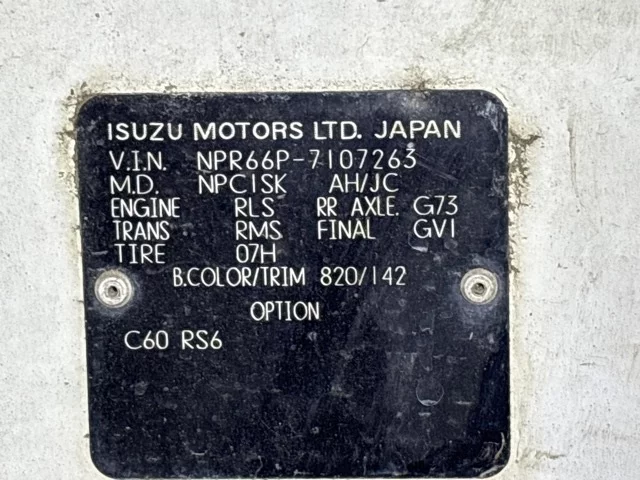 ISUZU MOTORS LTD. JAPAN
V.I.N. NPR66P-7107263
M.D. NPC1SK AH/JC
ENGINE RLS RR AXLE. G73
TRANS RMS FINAL GV1
TIRE 07H
B.COLOR/TRIM 820/142
OPTION
C60 RS6